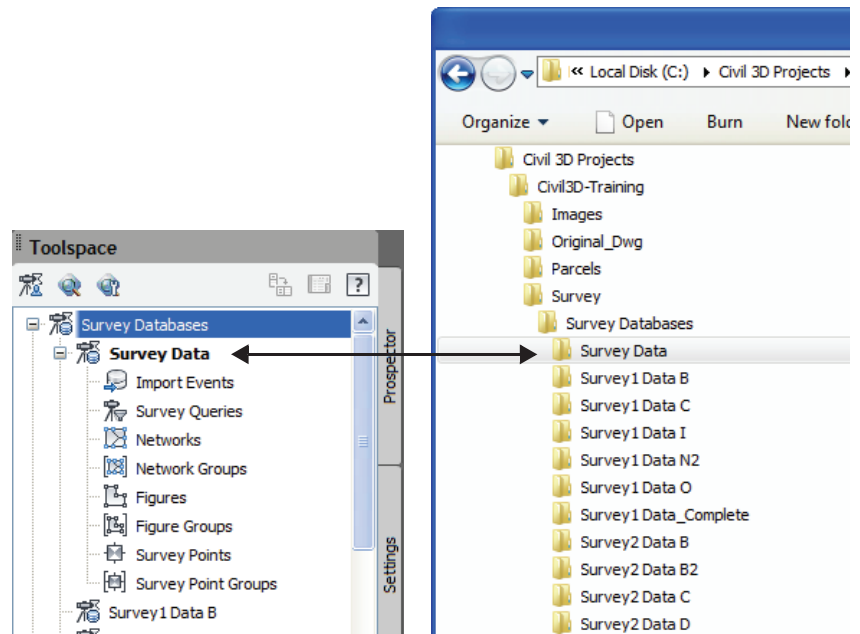 Toolspace
?
Survey Databases
Survey Data
Import Events
Survey Queries
Networks
Network Groups
Figures
Figure Groups
Survey Points
Survey Point Groups
Survey1 Data B
Prospector
Settings
« Local Disk (C:) Civil 3D Projects
Organize Open Burn New fold
Civil 3D Projects
Civil3D-Training
Images
Original_Dwg
Parcels
Survey
Survey Databases
Survey Data
Survey1 Data B
Survey1 Data C
Survey1 Data I
Survey1 Data N2
Survey1 Data O
Survey1 Data_Complete
Survey2 Data B
Survey2 Data B2
Survey2 Data C
Survey2 Data D